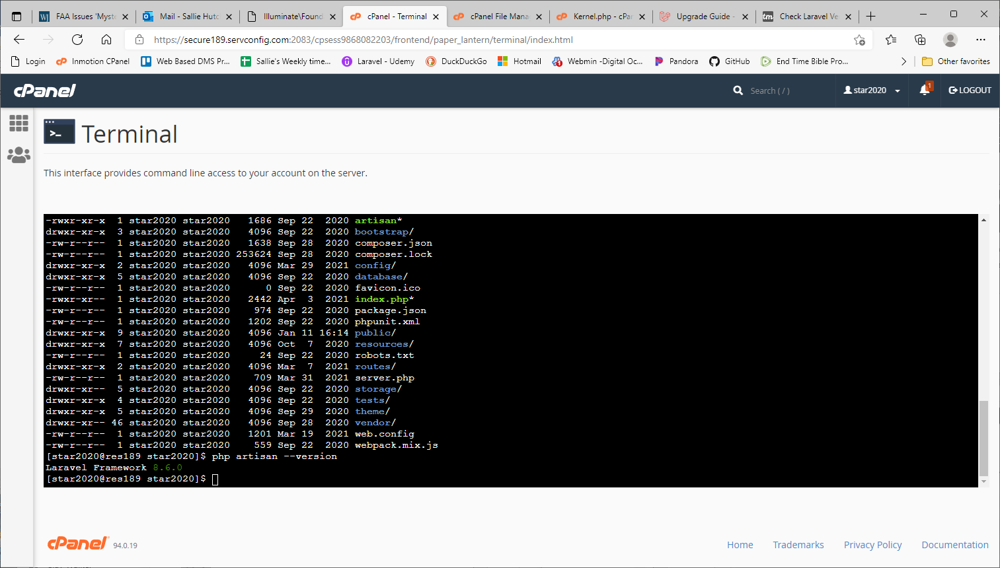 FAA Issues 'Myste
Mail - Sallie Hutc
Illuminate\Found
cPanel - Terminal
cPanel File Mana
Kernel.php - cPan
Upgrade Guide -
tm Check Laravel Ve
https://secure189.servconfig.com:2083/cpsess9868082203/frontend/paper_lantern/terminal/index.html
Login
Inmotion CPanel
Web Based DMS Pr...
Sallie's Weekly time...
Laravel - Udemy
DuckDuckGo
Hotmail
Webmin -Digital Oc...
Pandora
GitHub
End Time Bible Pro...
Other favorites
cPanel
Search ( / )
star2020
1
LOGOUT
>_ Terminal
This interface provides command line access to your account on the server.
-rwxr-xr-x  1 star2020 star2020   1686 Sep 22  2020 artisan*
drwxr-xr-x  3 star2020 star2020   4096 Sep 22  2020 bootstrap/
-rw-r--r--  1 star2020 star2020   1638 Sep 28  2020 composer.json
-rw-r--r--  1 star2020 star2020 253624 Sep 28  2020 composer.lock
drwxr-xr-x  2 star2020 star2020   4096 Mar 29  2021 config/
drwxr-xr-x  5 star2020 star2020   4096 Sep 22  2020 database/
-rw-r--r--  1 star2020 star2020      0 Sep 22  2020 favicon.ico
-rwxr-xr-x  1 star2020 star2020   2442 Apr  3  2021 index.php*
-rw-r--r--  1 star2020 star2020    974 Sep 22  2020 package.json
-rw-r--r--  1 star2020 star2020   1202 Sep 22  2020 phpunit.xml
drwxr-xr-x  9 star2020 star2020   4096 Jan 11 16:14 public/
drwxr-xr-x  7 star2020 star2020   4096 Oct  7  2020 resources/
-rw-r--r--  1 star2020 star2020     24 Sep 22  2020 robots.txt
drwxr-xr-x  2 star2020 star2020   4096 Mar  7  2021 routes/
-rw-r--r--  1 star2020 star2020    709 Mar 31  2021 server.php
drwxr-xr--  5 star2020 star2020   4096 Sep 22  2020 storage/
drwxr-xr-x  4 star2020 star2020   4096 Sep 22  2020 tests/
drwxr-xr-x  5 star2020 star2020   4096 Sep 29  2020 theme/
drwxr-xr-- 46 star2020 star2020   4096 Sep 28  2020 vendor/
-rw-r--r--  1 star2020 star2020   1201 Mar 19  2021 web.config
-rw-r--r--  1 star2020 star2020    559 Sep 22  2020 webpack.mix.js
[star2020@res189 star2020]$ php artisan --version
Laravel Framework 8.6.0
[star2020@res189 star2020]$
cPanel 94.0.19
Home
Trademarks
Privacy Policy
Documentation